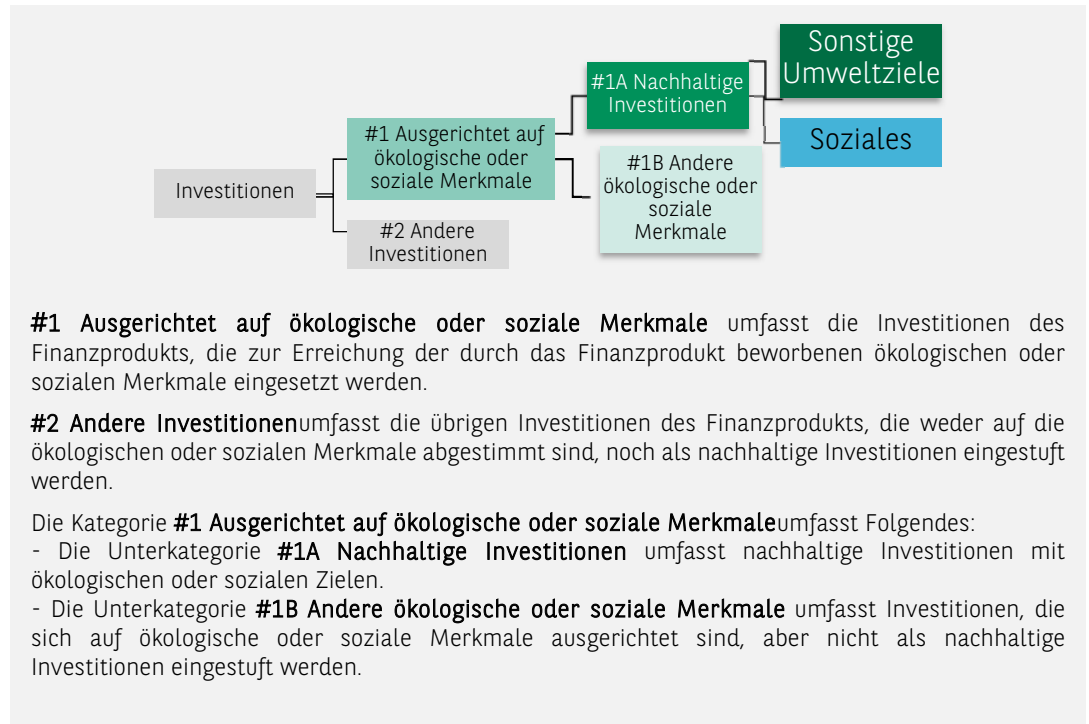 Sonstige
Umweltziele
#1A Nachhaltige
Investitionen
Soziales
#1 Ausgerichtet auf
ökologische oder
soziale Merkmale
#1B Andere
ökologische oder
soziale
Merkmale
Investitionen
#2 Andere
Investitionen
#1 Ausgerichtet auf ökologische oder soziale Merkmale umfasst die Investitionen des
Finanzprodukts, die zur Erreichung der durch das Finanzprodukt beworbenen ökologischen oder
sozialen Merkmale eingesetzt werden.
#2 Andere Investitionenumfasst die übrigen Investitionen des Finanzprodukts, die weder auf die
ökologischen oder sozialen Merkmale abgestimmt sind, noch als nachhaltige Investitionen eingestuft
werden.
Die Kategorie #1 Ausgerichtet auf ökologische oder soziale Merkmaleumfasst Folgendes:
- Die Unterkategorie #1A Nachhaltige Investitionen umfasst nachhaltige Investitionen mit
ökologischen oder sozialen Zielen.
- Die Unterkategorie #1B Andere ökologische oder soziale Merkmale umfasst Investitionen, die
sich auf ökologische oder soziale Merkmale ausgerichtet sind, aber nicht als nachhaltige
Investitionen eingestuft werden.